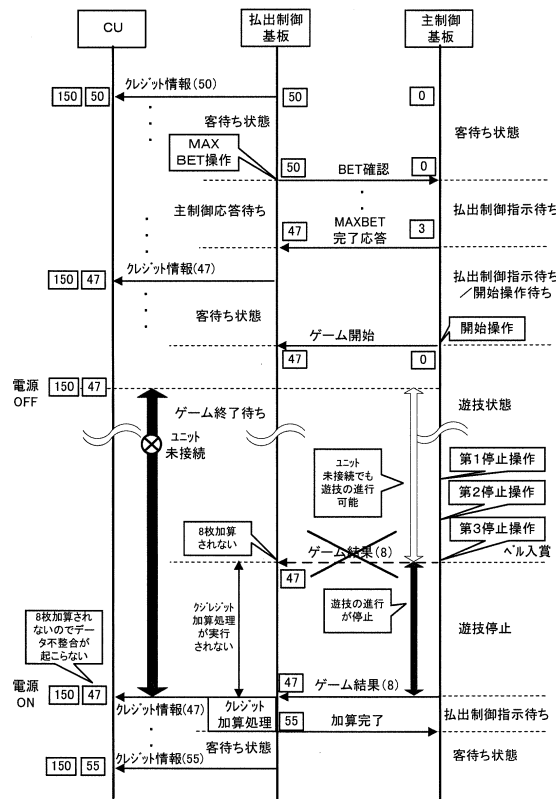 CU
払出制御
基板
主制御
基板
150 50
クレジット情報(50)
50
0
客待ち状態
客待ち状態
MAX
BET操作
50
BET確認
0
主制御応答待ち
払出制御指示待ち
47
MAXBET
完了応答
3
150 47
クレジット情報(47)
払出制御指示待ち
／開始操作待ち
客待ち状態
開始操作
ゲーム開始
47
0
電源
OFF
150 47
ゲーム終了待ち
遊技状態
ユニット
未接続
ユニット
未接続でも
遊技の進行
可能
第1停止操作
第2停止操作
第3停止操作
8枚加算
されない
ゲーム結果(8)
ベル入賞
47
クジレジット
加算処理
が実行
されない
遊技の進行
が停止
遊技停止
8枚加算され
ないのでデー
タ不整合が
起こらない
電源
ON
150 47
47
ゲーム結果(8)
クレジット情報(47)
クレジット
加算処理
55
加算完了
払出制御指示待ち
客待ち状態
客待ち状態
150 55
クレジット情報(55)